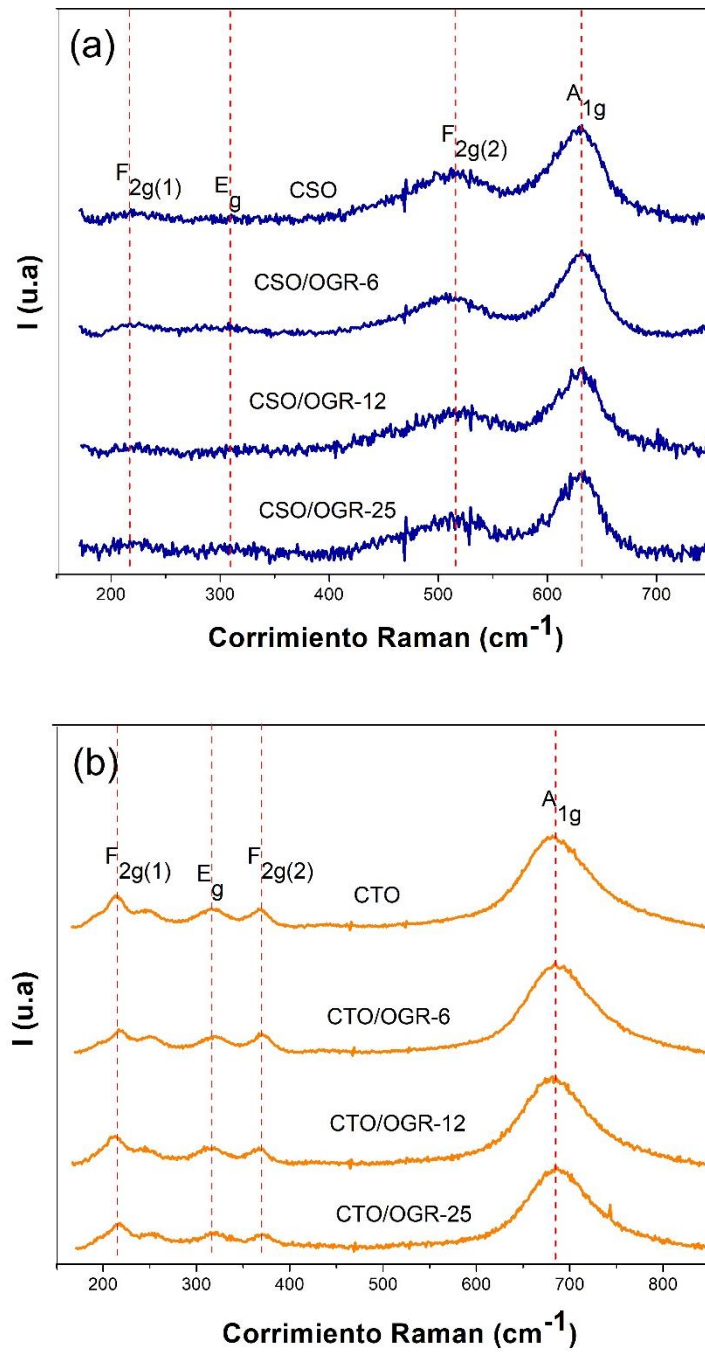 (a)
A1g
F2g(2)
F2g(1)
Eg
CSO
CSO/OGR-6
CSO/OGR-12
CSO/OGR-25
I (u.a)
200 300 400 500 600 700
Corrimiento Raman (cm-1)
(b)
A1g
F2g(1)
Eg
F2g(2)
CTO
CTO/OGR-6
CTO/OGR-12
CTO/OGR-25
I (u.a)
200 300 400 500 600 700 800
Corrimiento Raman (cm-1)